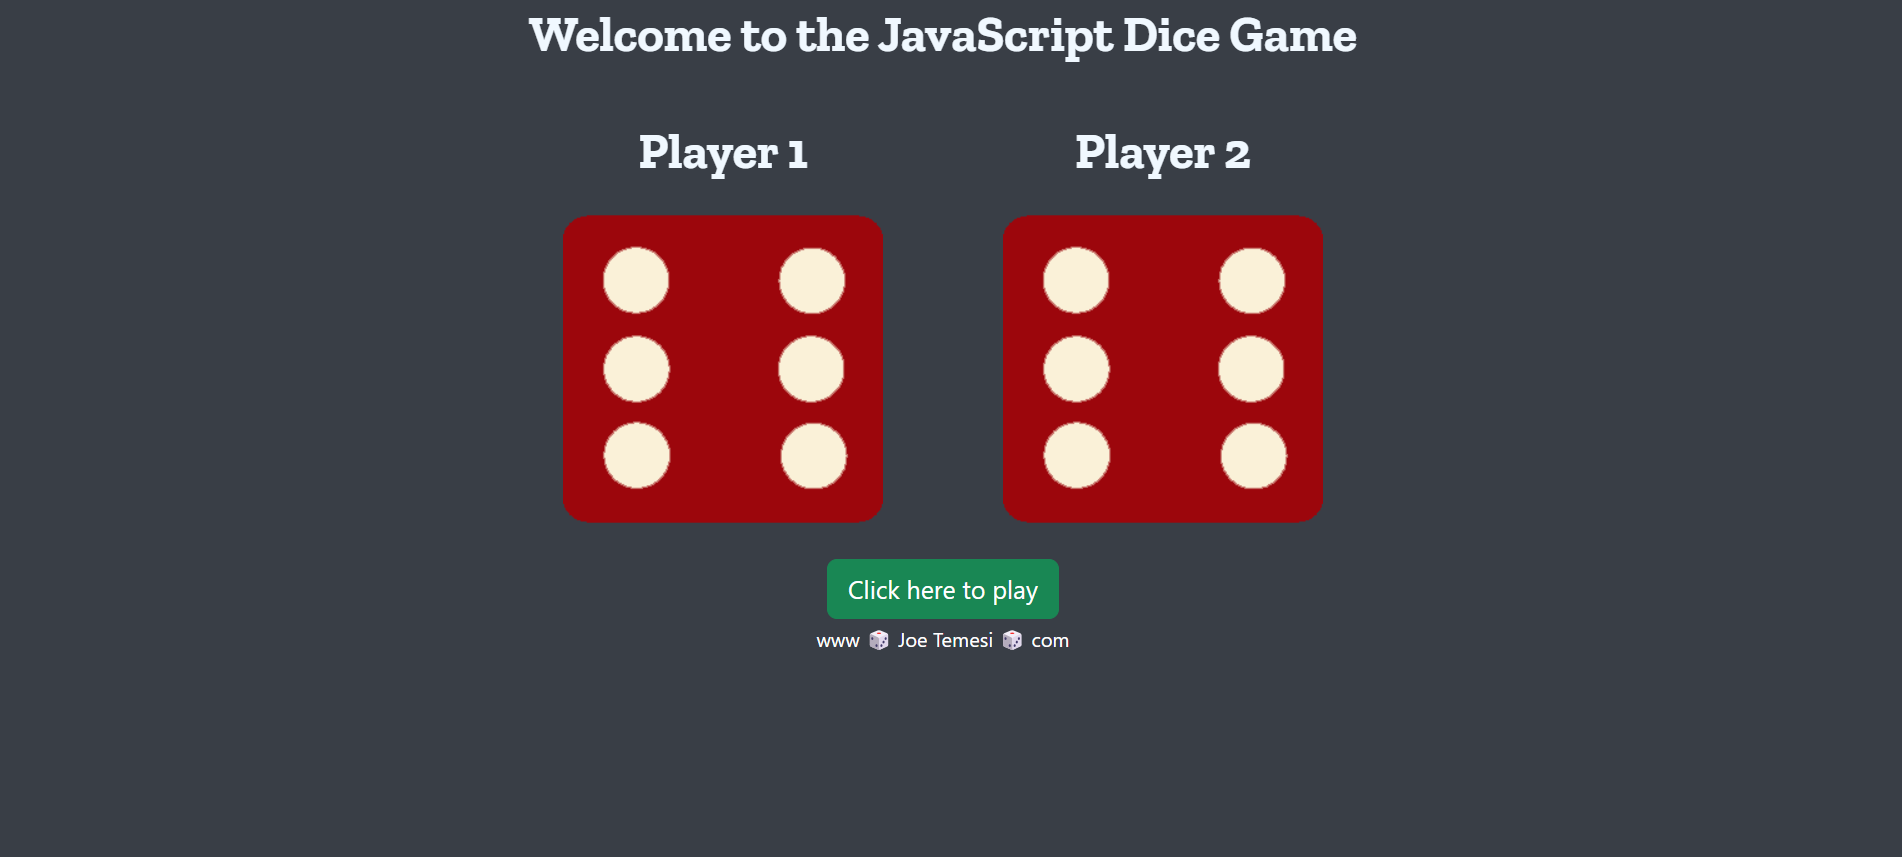 Welcome to the JavaScript Dice Game
Player 1
Player 2
Click here to play
www 🎲 Joe Temesi 🎲 com